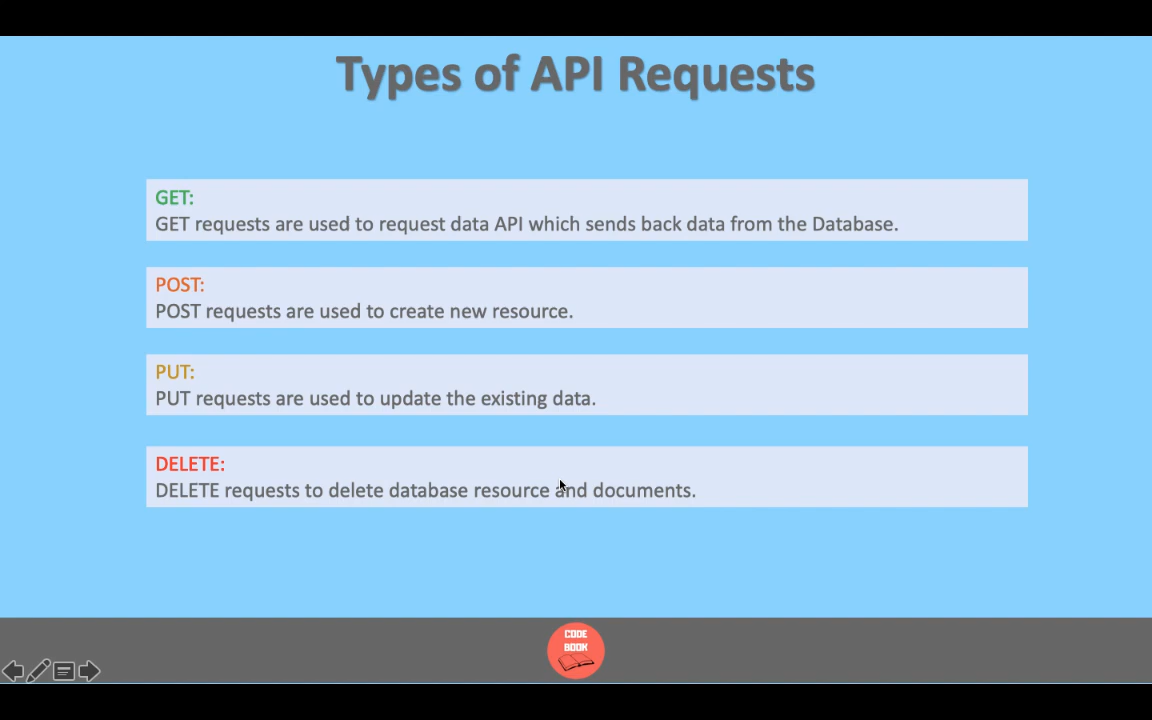 Types of API Requests
GET:
GET requests are used to request data API which sends back data from the Database.
POST:
POST requests are used to create new resource.
PUT:
PUT requests are used to update the existing data.
DELETE:
DELETE requests to delete database resource and documents.
CODE
BOOK